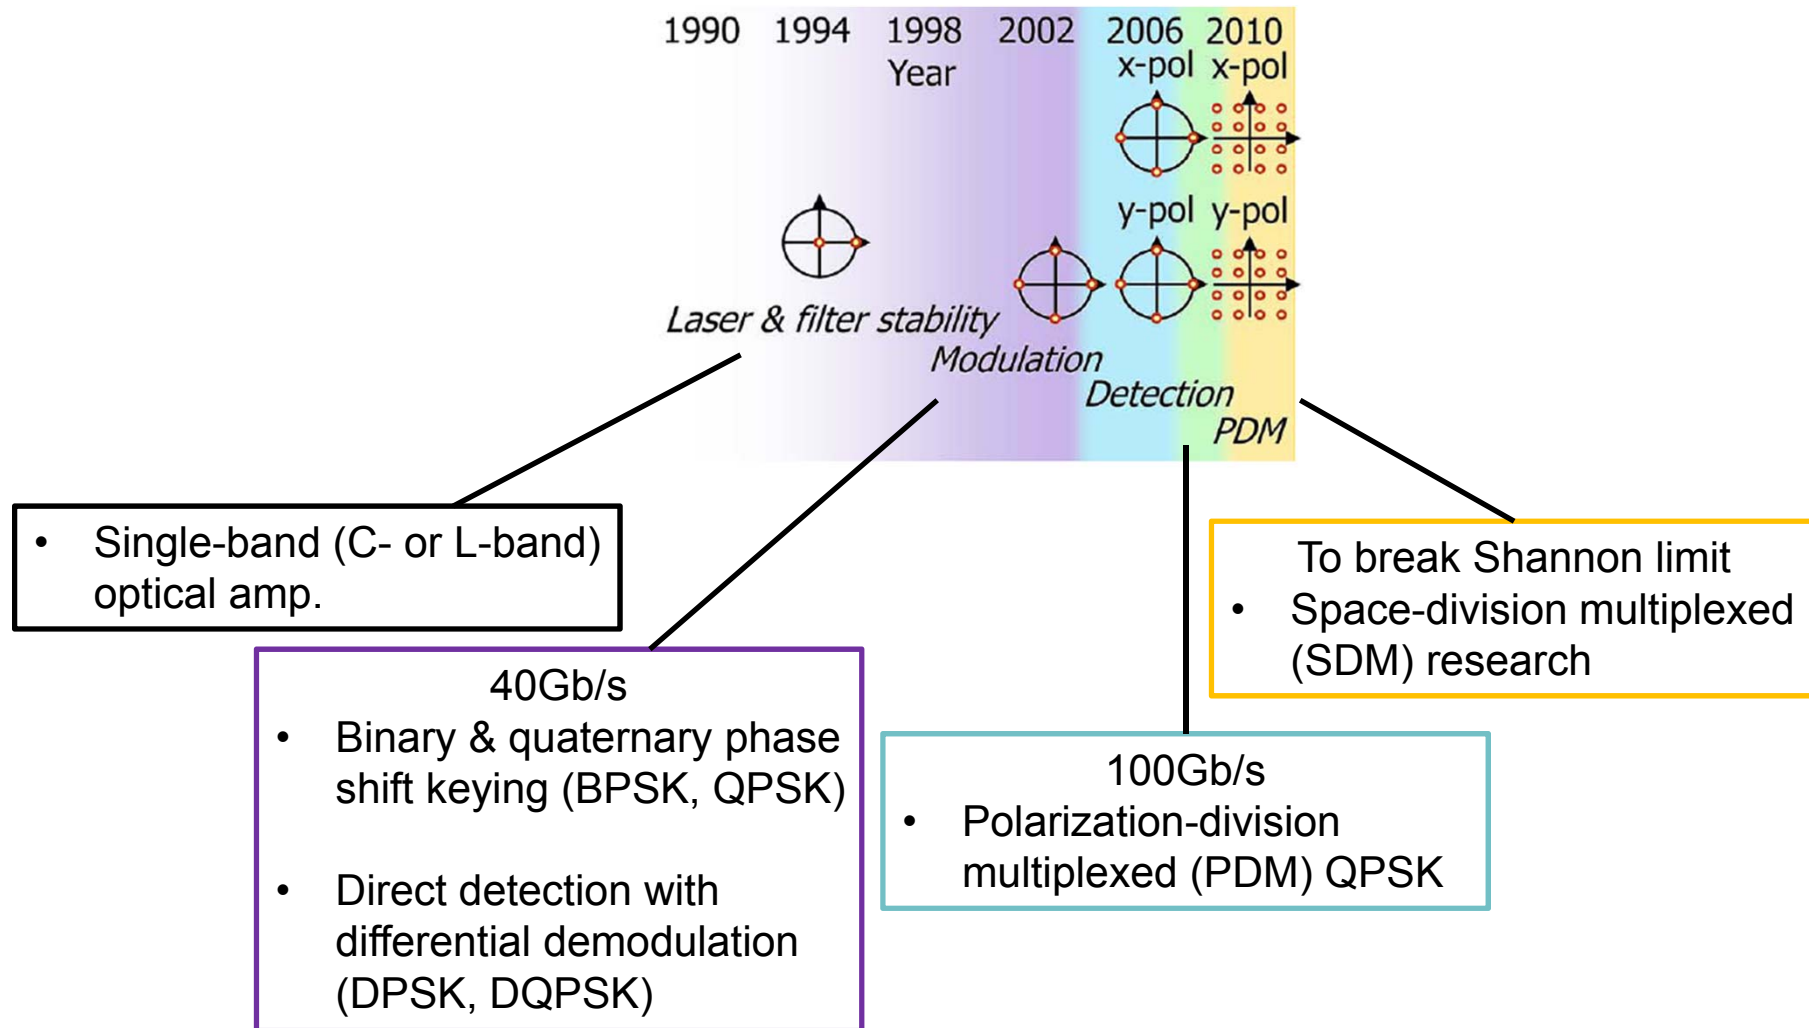 1990 1994 1998 2002 2006 2010
Year
x-pol x-pol
y-pol y-pol
Laser & filter stability
Modulation
Detection
PDM
• Single-band (C- or L-band)
optical amp.
40Gb/s
• Binary & quaternary phase
shift keying (BPSK, QPSK)
• Direct detection with
differential demodulation
(DPSK, DQPSK)
100Gb/s
• Polarization-division
multiplexed (PDM) QPSK
To break Shannon limit
• Space-division multiplexed
(SDM) research